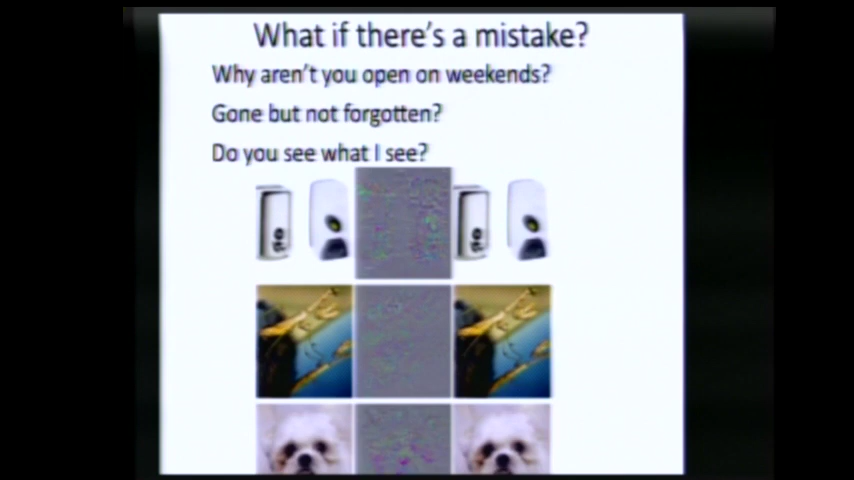 What if there's a mistake?
Why aren't you open on weekends?
Gone but not forgotten?
Do you see what I see?